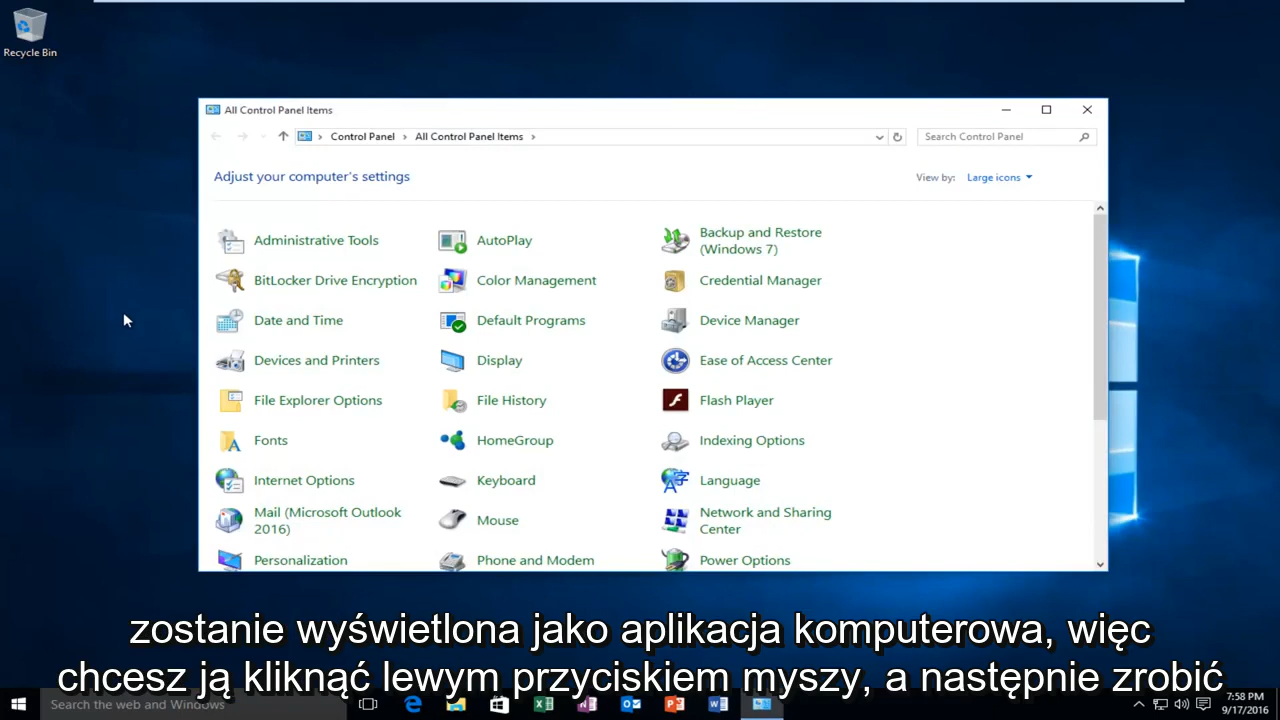 Recycle Bin
All Control Panel Items
Control Panel
All Control Panel Items
Search Control Panel
Adjust your computer's settings
View by: Large icons
Administrative Tools
AutoPlay
Backup and Restore
(Windows 7)
BitLocker Drive Encryption
Color Management
Credential Manager
Date and Time
Default Programs
Device Manager
Devices and Printers
Display
Ease of Access Center
File Explorer Options
File History
Flash Player
Fonts
HomeGroup
Indexing Options
Internet Options
Keyboard
Language
Mail (Microsoft Outlook
2016)
Mouse
Network and Sharing
Center
Personalization
Phone and Modem
Power Options
zostanie wyświetlona jako aplikacja komputerowa, więc
chcesz ją kliknąć lewym przyciskiem myszy, a następnie zrobić
Search the web and Windows
7:58 PM
9/17/2016